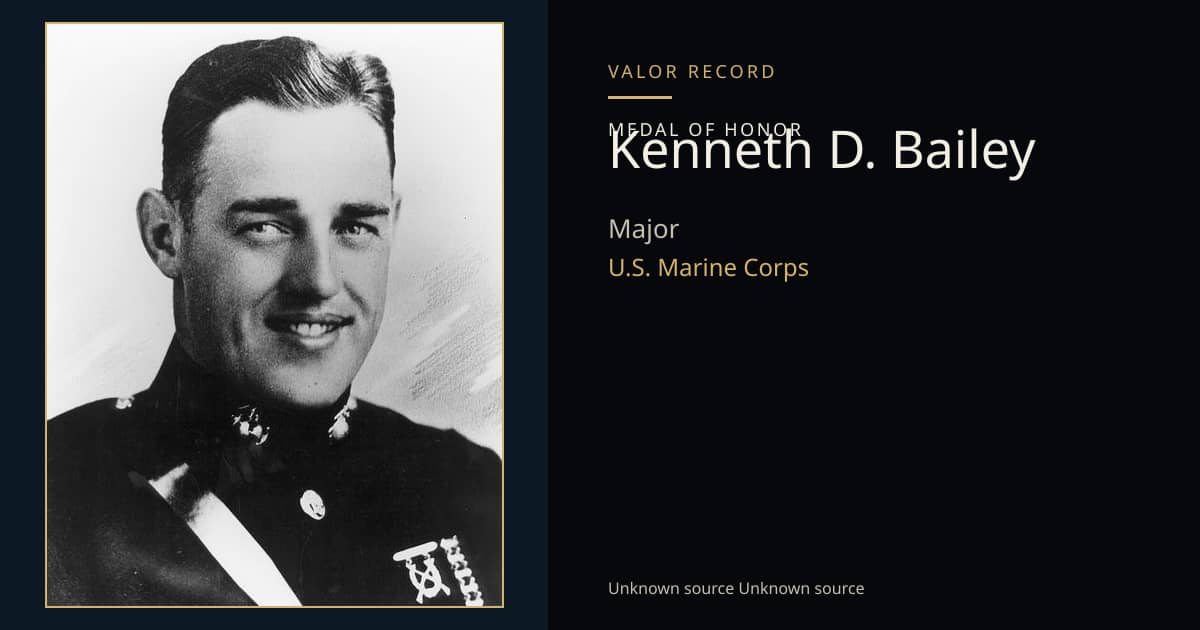 VALOR RECORD
MEDAL OF HONOR
Kenneth D. Bailey
Major
U.S. Marine Corps
Unknown source Unknown source